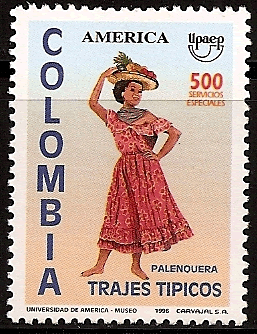 AMERICA
UPAEP
COLOMBIA
500
SERVICIOS
ESPECIALES
PALENQUERA
TRAJES TIPICOS
UNIVERSIDAD DE AMERICA - MUSEO 1996 CARVAJAL S.A.